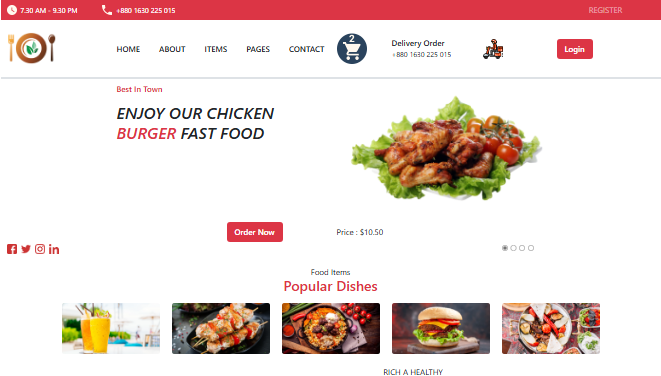 7.30 AM - 9.30 PM
+880 1630 225 015
REGISTER
HOME
ABOUT
ITEMS
PAGES
CONTACT
2
Delivery Order
+880 1630 225 015
Login
Best In Town
ENJOY OUR CHICKEN
BURGER FAST FOOD
Order Now
Price : $10.50
Food Items
Popular Dishes
RICH A HEALTHY